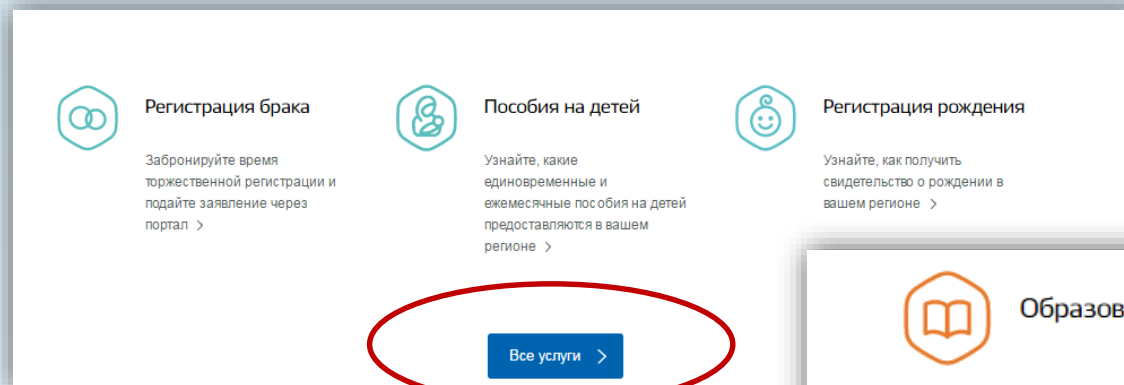 Регистрация брака
Забронируйте время
торжественной регистрации и
подайте заявление через
портал >
Пособия на детей
Узнайте, какие
единовременные и
ежемесячные пособия на детей
предоставляются в вашем
регионе >
Регистрация рождения
Узнайте, как получить
свидетельство о рождении в
вашем регионе >
Образов
Все услуги >